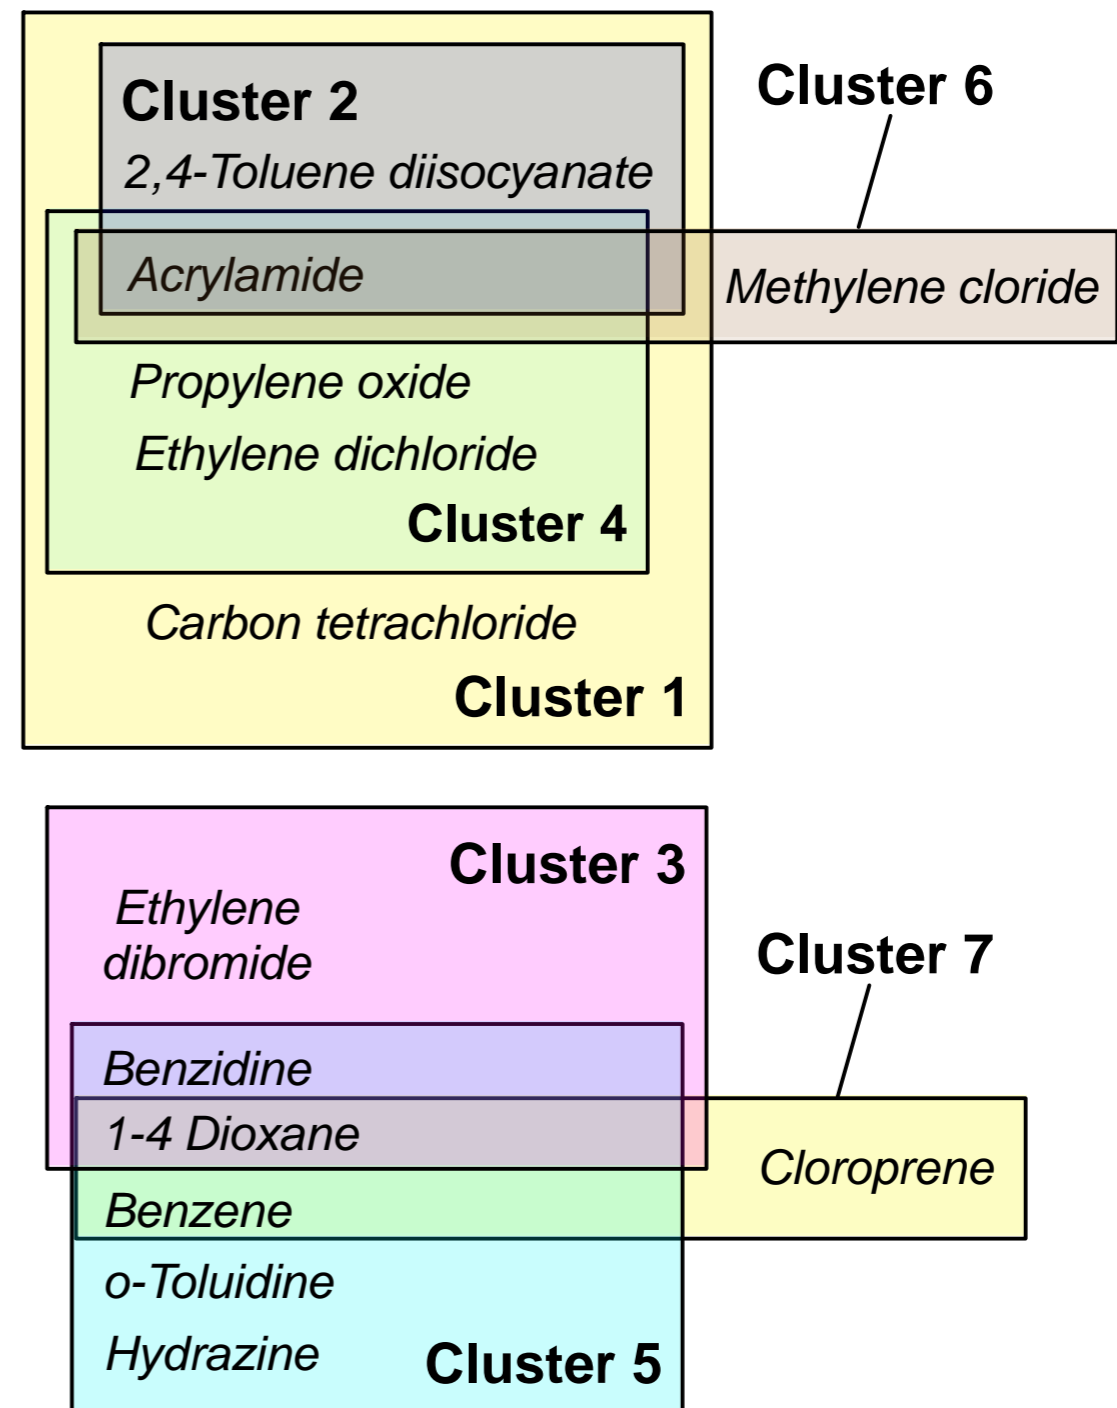 Cluster 2
Cluster 6
2,4-Toluene diisocyanate
Acrylamide
Methylene cloride
Propylene oxide
Ethylene dichloride
Cluster 4
Carbon tetrachloride
Cluster 1
Cluster 3
Ethylene
dibromide
Cluster 7
Benzidine
1-4 Dioxane
Cloroprene
Benzene
o-Toluidine
Hydrazine
Cluster 5